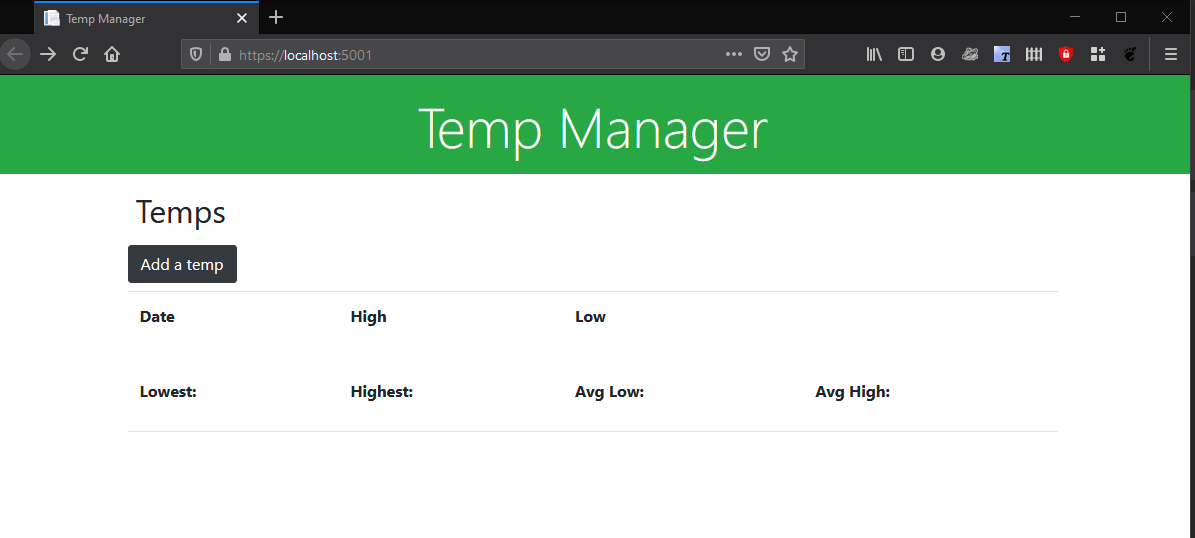 Temp Manager
https://localhost:5001
Temp Manager
Temps
Add a temp
Date High Low
Lowest: Highest: Avg Low: Avg High: